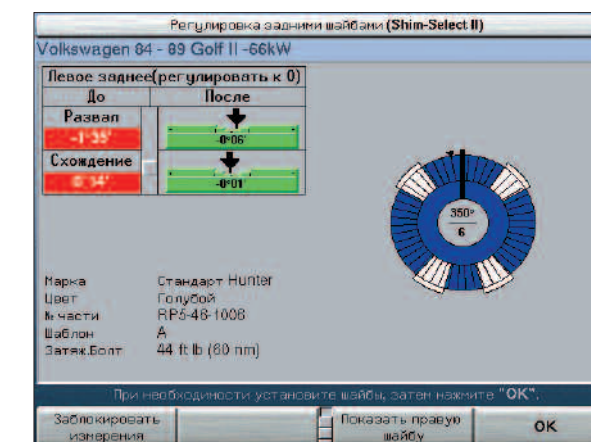 Регулировка задними шайбами (Shim-Select II)
Volkswagen 84 - 89 Golf II -66kW
Левое заднее(регулировать к 0)
До После
Развал
-1°35' -0°06'
Схождение
0°14' -0°01'
350°
6
Марка Стандарт Hunter
Цвет Голубой
№ части RP5-46-1006
Шаблон A
Затяж.Болт 44 ft lb (60 nm)
При необходимости установите шайбы, затем нажмите "OK".
Заблокировать измерения
Показать правую шайбу
OK